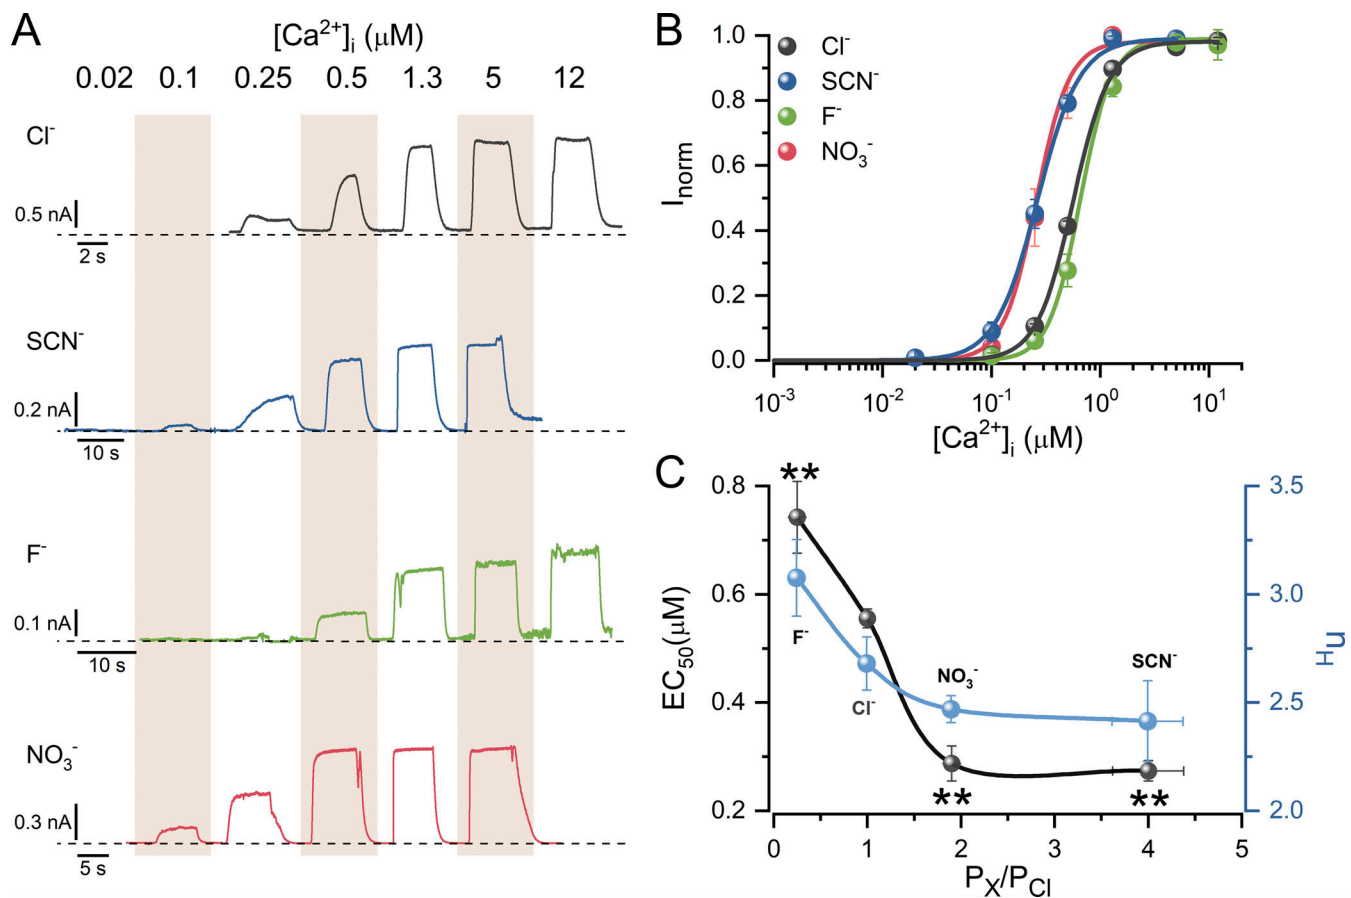 A
[Ca²⁺]ᵢ (μM)
0.02 0.1 0.25 0.5 1.3 5 12
Cl⁻
0.5 nA
2 s
SCN⁻
0.2 nA
10 s
F⁻
0.1 nA
10 s
NO₃⁻
0.3 nA
5 s
B
Cl⁻
SCN⁻
F⁻
NO₃⁻
I_norm
1.0
0.8
0.6
0.4
0.2
0.0
10⁻³ 10⁻² 10⁻¹ 10⁰ 10¹
[Ca²⁺]ᵢ (μM)
C
EC₅₀(μM)
0.8
0.6
0.4
0.2
**
F⁻
Cl⁻
NO₃⁻
**
SCN⁻
**
3.5
3.0
2.5
2.0
n_H
0 1 2 3 4 5
P_X/P_Cl